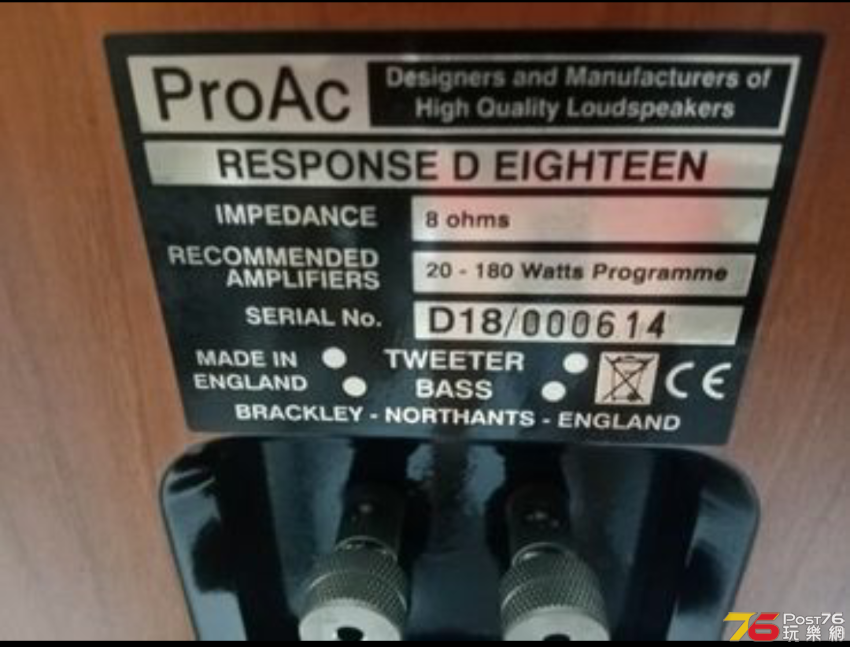 ProAc
Designers and Manufacturers of
High Quality Loudspeakers
RESPONSE D EIGHTEEN
IMPEDANCE 8 ohms
RECOMMENDED
AMPLIFIERS 20 - 180 Watts Programme
SERIAL No. D18/000614
MADE IN
ENGLAND
TWEETER
BASS
CE
BRACKLEY - NORTHANTS - ENGLAND
76 Post76
玩樂網